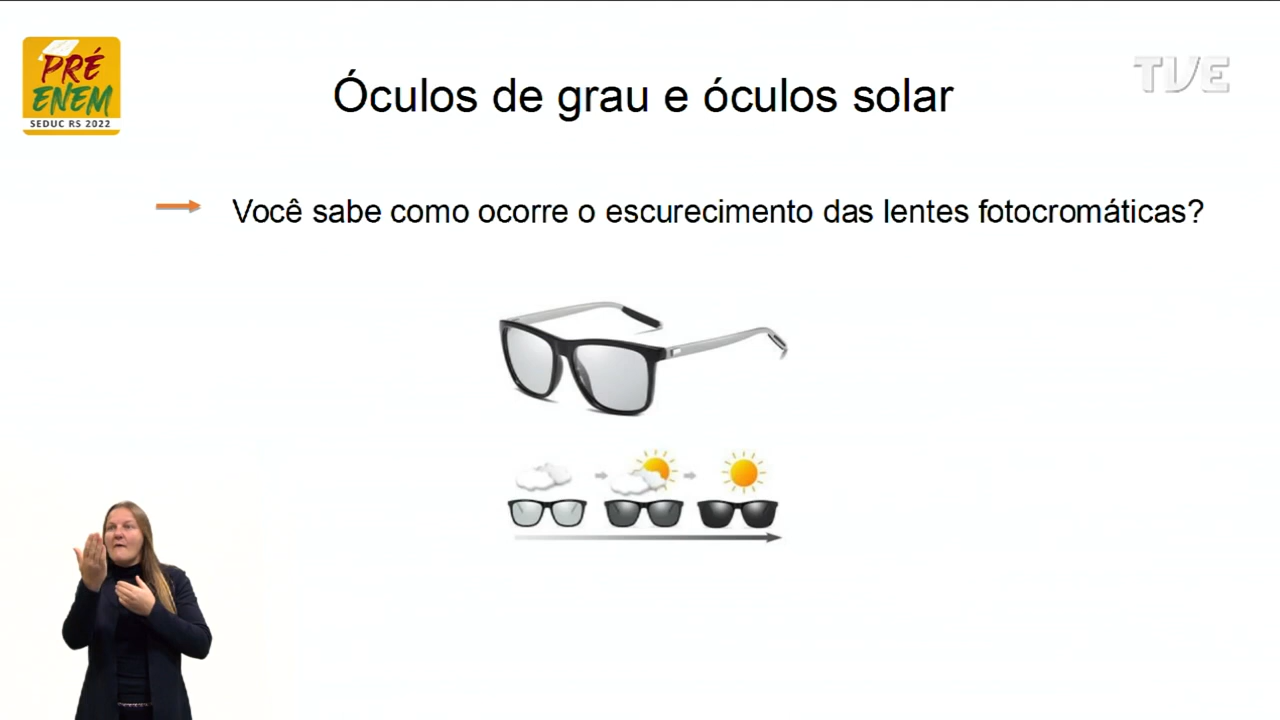 PRÉ
ENEM
SEDUC RS 2022
TVE
Óculos de grau e óculos solar
Você sabe como ocorre o escurecimento das lentes fotocromáticas?